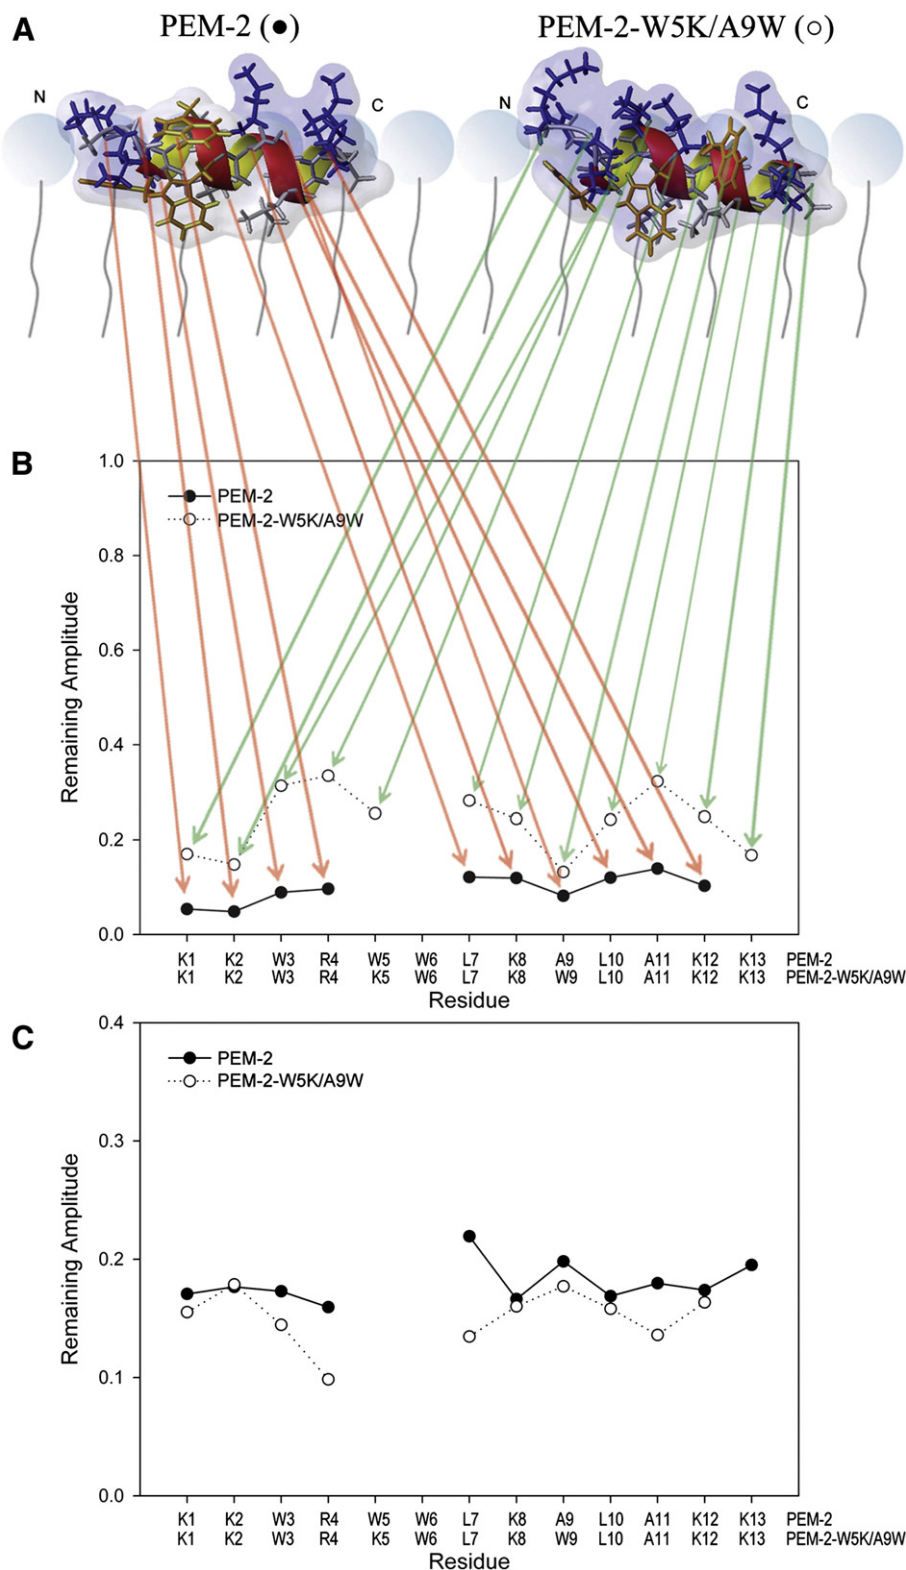 A
PEM-2 (●)
PEM-2-W5K/A9W (○)
N
C
N
C
B
1.0
0.8
0.6
0.4
0.2
0.0
Remaining Amplitude
PEM-2
PEM-2-W5K/A9W
K1 K2 W3 R4 W5 W6 L7 K8 A9 L10 A11 K12 K13 PEM-2
K1 K2 W3 R4 K5 W6 L7 K8 W9 L10 A11 K12 K13 PEM-2-W5K/A9W
Residue
C
0.4
0.3
0.2
0.1
0.0
Remaining Amplitude
PEM-2
PEM-2-W5K/A9W
K1 K2 W3 R4 W5 W6 L7 K8 A9 L10 A11 K12 K13 PEM-2
K1 K2 W3 R4 K5 W6 L7 K8 W9 L10 A11 K12 K13 PEM-2-W5K/A9W
Residue